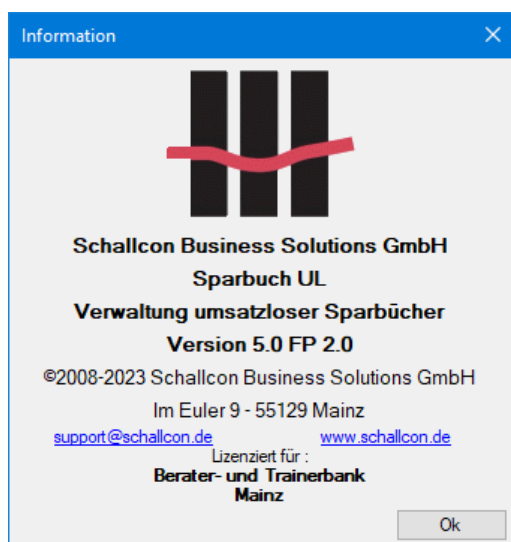 Information
Schallcon Business Solutions GmbH
Sparbuch UL
Verwaltung umsatzloser Sparbücher
Version 5.0 FP 2.0
©2008-2023 Schallcon Business Solutions GmbH
Im Euler 9 - 55129 Mainz
support@schallcon.de www.schallcon.de
Lizenziert für :
Berater- und Trainerbank
Mainz
Ok